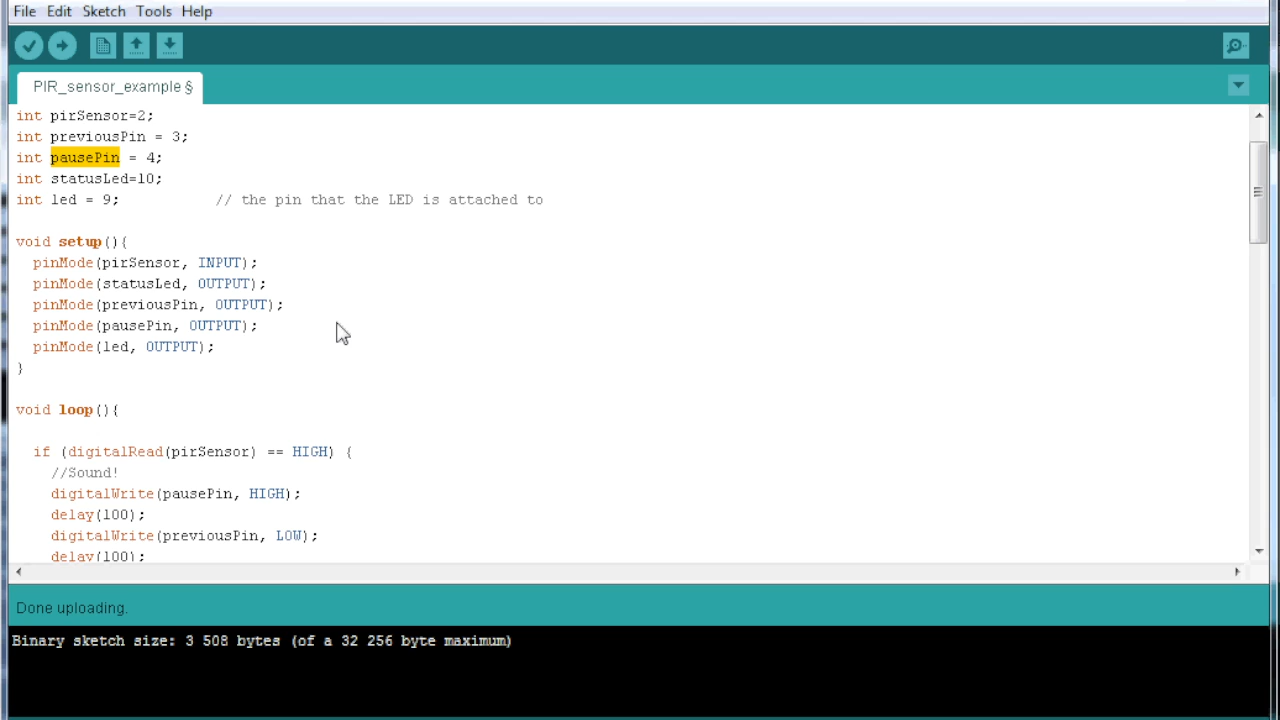 File Edit Sketch Tools Help
PIR_sensor_example §
int pirSensor=2;
int previousPin = 3;
int pausePin = 4;
int statusLed=10;
int led = 9; // the pin that the LED is attached to
void setup(){
pinMode(pirSensor, INPUT);
pinMode(statusLed, OUTPUT);
pinMode(previousPin, OUTPUT);
pinMode(pausePin, OUTPUT);
pinMode(led, OUTPUT);
}
void loop(){
if (digitalRead(pirSensor) == HIGH) {
//Sound!
digitalWrite(pausePin, HIGH);
delay(100);
digitalWrite(previousPin, LOW);
delay(100);
Done uploading.
Binary sketch size: 3 508 bytes (of a 32 256 byte maximum)